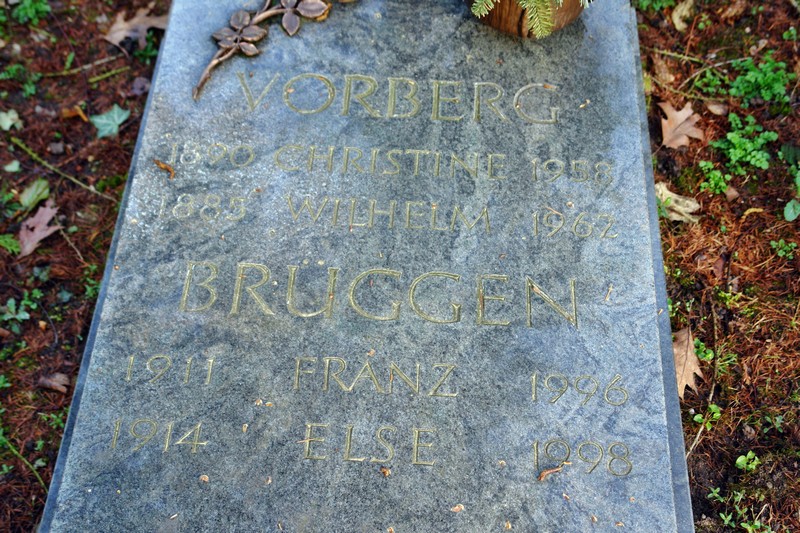 VORBERG
1890 CHRISTINE 1958
1885 WILHELM 1962
BRÜGGEN
1911 FRANZ 1996
1914 ELSE 1998